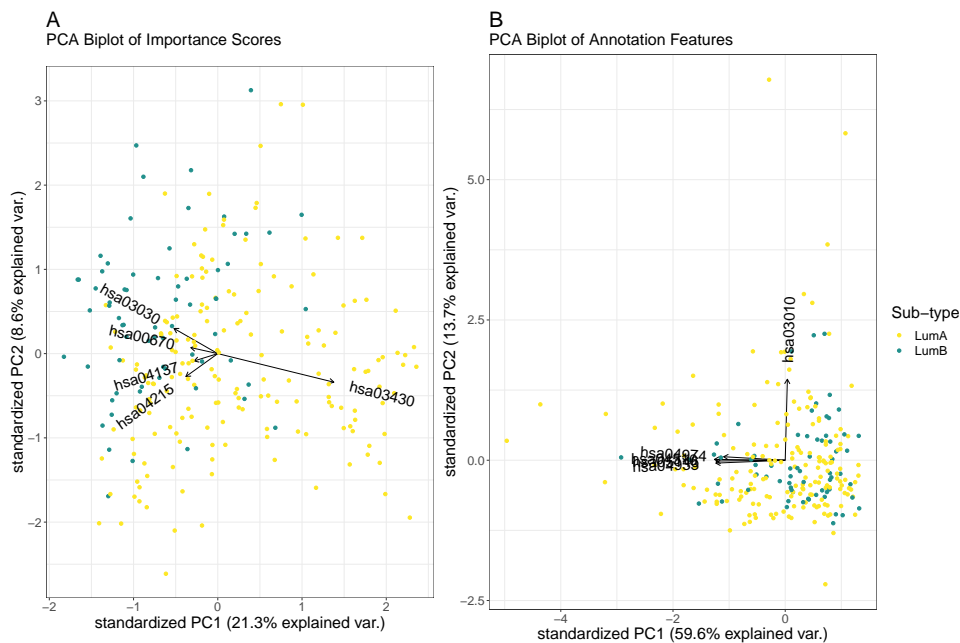 A
PCA Biplot of Importance Scores
standardized PC2 (8.6% explained var.)
3
2
1
0
−1
−2
hsa03030
hsa00670
hsa04137
hsa04215
hsa03430
−2
−1
0
1
2
standardized PC1 (21.3% explained var.)
B
PCA Biplot of Annotation Features
standardized PC2 (13.7% explained var.)
5.0
2.5
0.0
−2.5
hsa03010
−4
−2
0
standardized PC1 (59.6% explained var.)
Sub-type
LumA
LumB